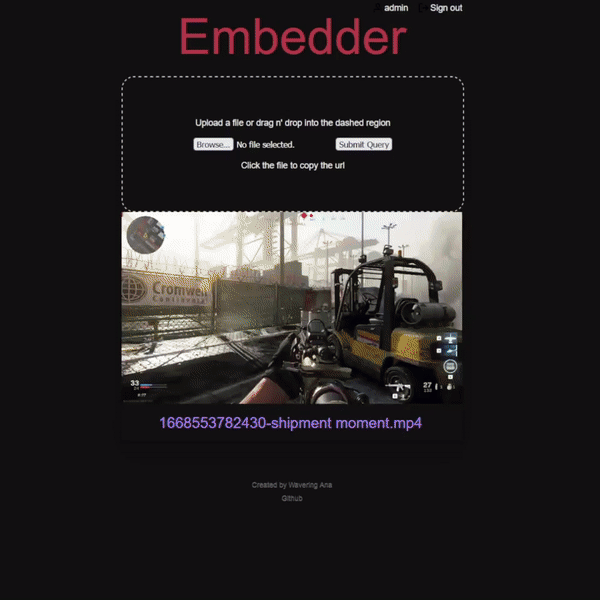 admin Sign out
Embedder
Upload a file or drag n' drop into the dashed region
Browse... No file selected. Submit Query
Click the file to copy the url
Cromwell
33
27
1668553782430-shipment moment.mp4
Created by Wavering Ana
Github